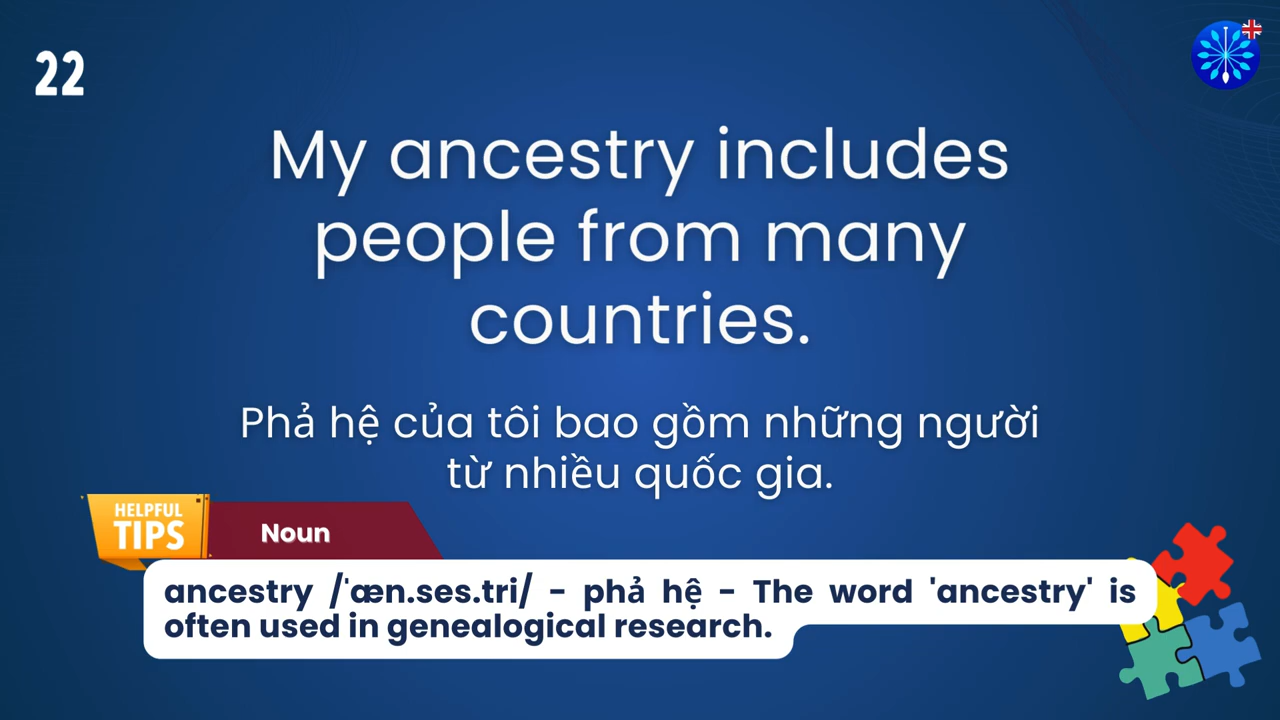 22
My ancestry includes
people from many
countries.
Phả hệ của tôi bao gồm những người
từ nhiều quốc gia.
HELPFUL
TIPS
Noun
ancestry /ˈæn.ses.tri/ - phả hệ - The word 'ancestry' is
often used in genealogical research.